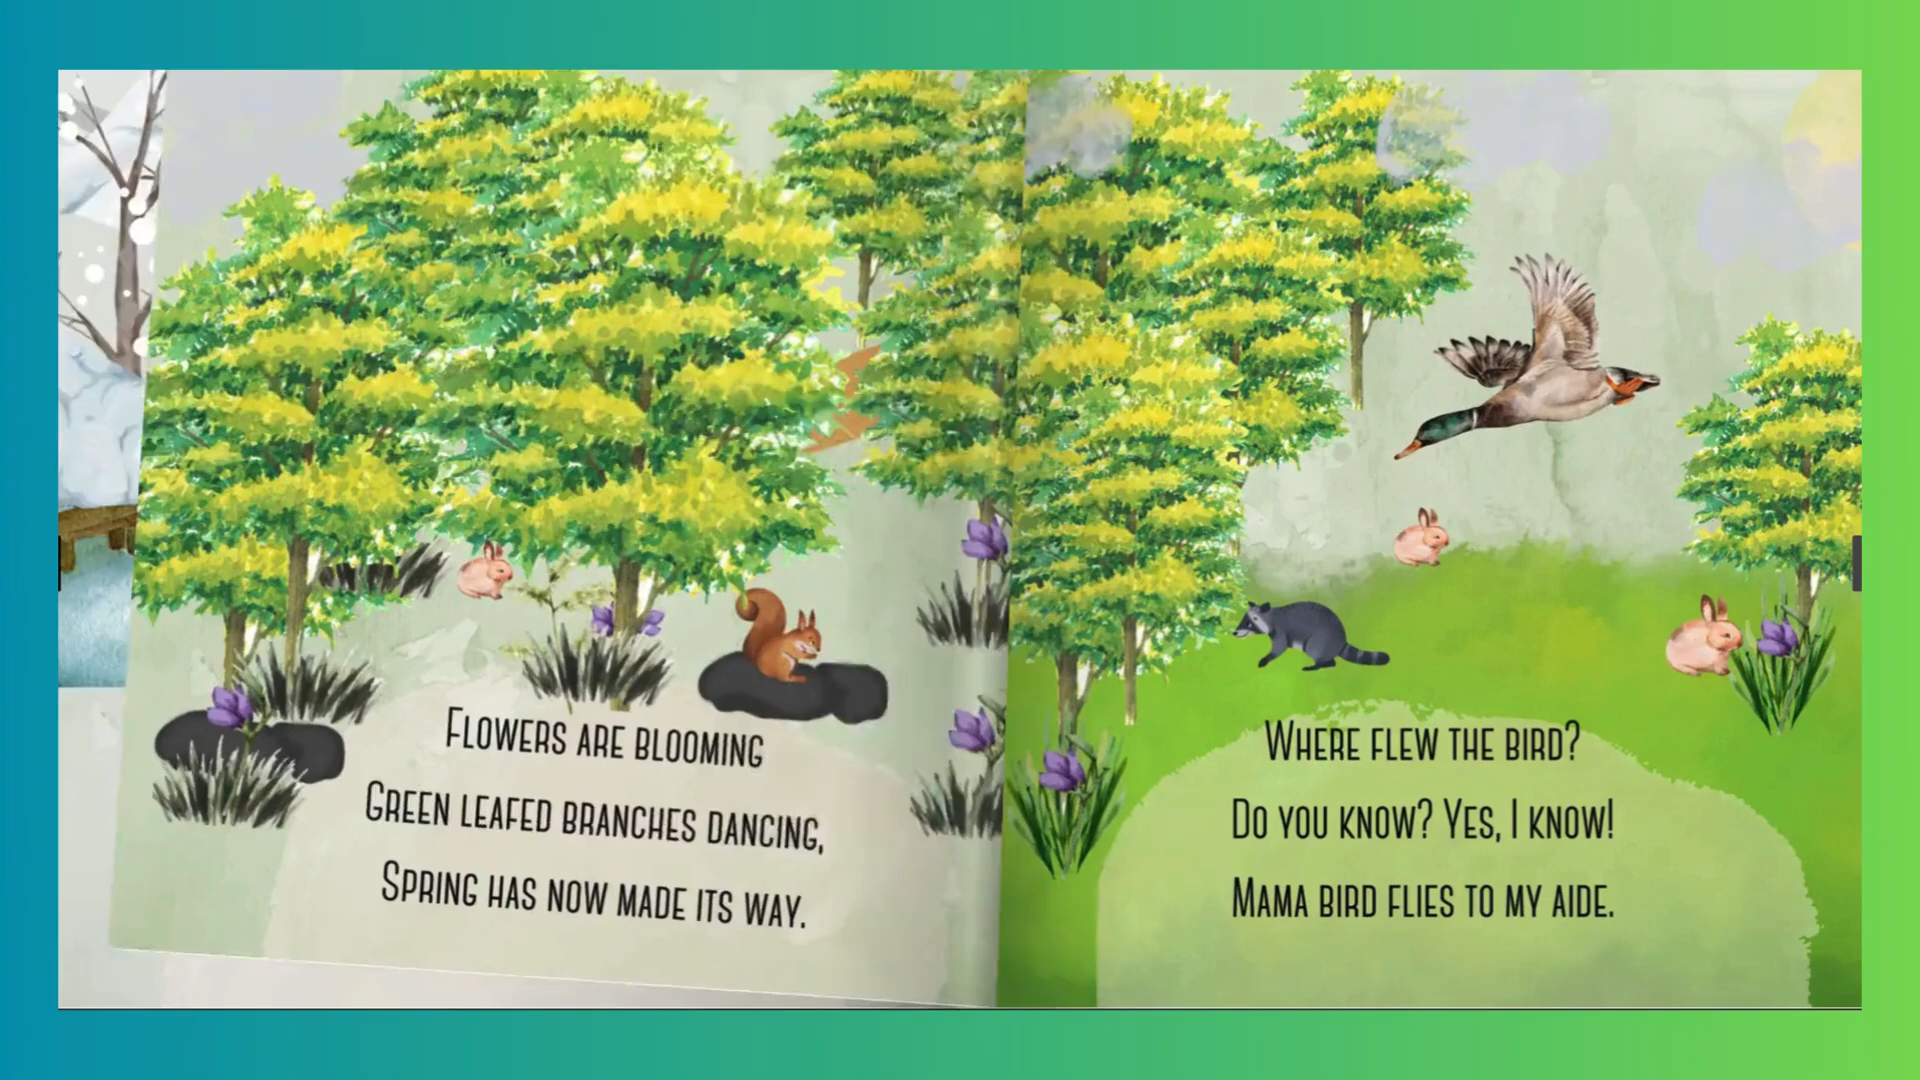 Flowers are blooming
Green leafed branches dancing,
Spring has now made its way.
Where flew the bird?
Do you know? Yes, I know!
Mama bird flies to my aide.